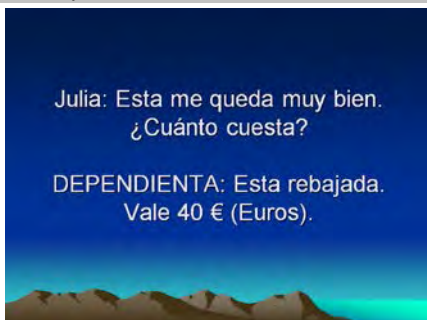 Julia: Esta me queda muy bien.
¿Cuánto cuesta?
DEPENDIENTA: Esta rebajada.
Vale 40 € (Euros).